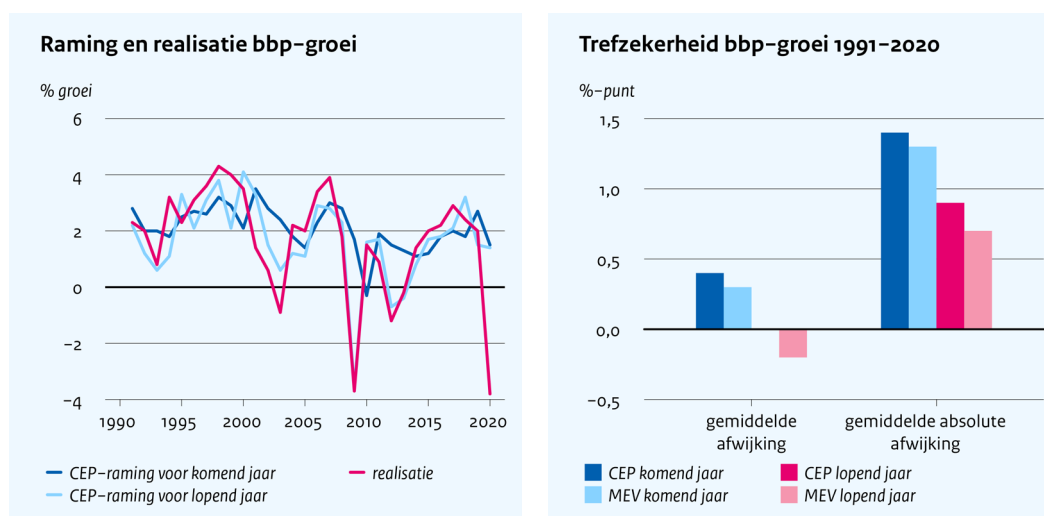 Raming en realisatie bbp-groei
% groei
6
4
2
0
-2
-4
1990 1995 2000 2005 2010 2015 2020
CEP-raming voor komend jaar
realisatie
CEP-raming voor lopend jaar
Trefzekerheid bbp-groei 1991-2020
%-punt
1,5
1,0
0,5
0,0
-0,5
gemiddelde
afwijking
gemiddelde absolute
afwijking
CEP komend jaar
CEP lopend jaar
MEV komend jaar
MEV lopend jaar